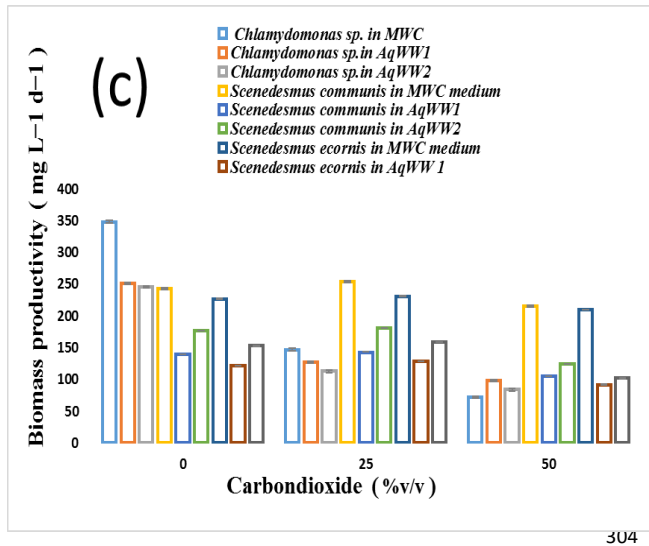 Chlamydomonas sp. in MWC
Chlamydomonas sp.in AqWW1
Chlamydomonas sp.in AqWW2
Scenedesmus communis in MWC medium
Scenedesmus communis in AqWW1
Scenedesmus communis in AqWW2
Scenedesmus ecornis in MWC medium
Scenedesmus ecornis in AqWW 1
(c)
Biomass productivity ( mg L−1 d−1)
400
350
300
250
200
150
100
50
0
0 25 50
Carbondioxide (%v/v)
304